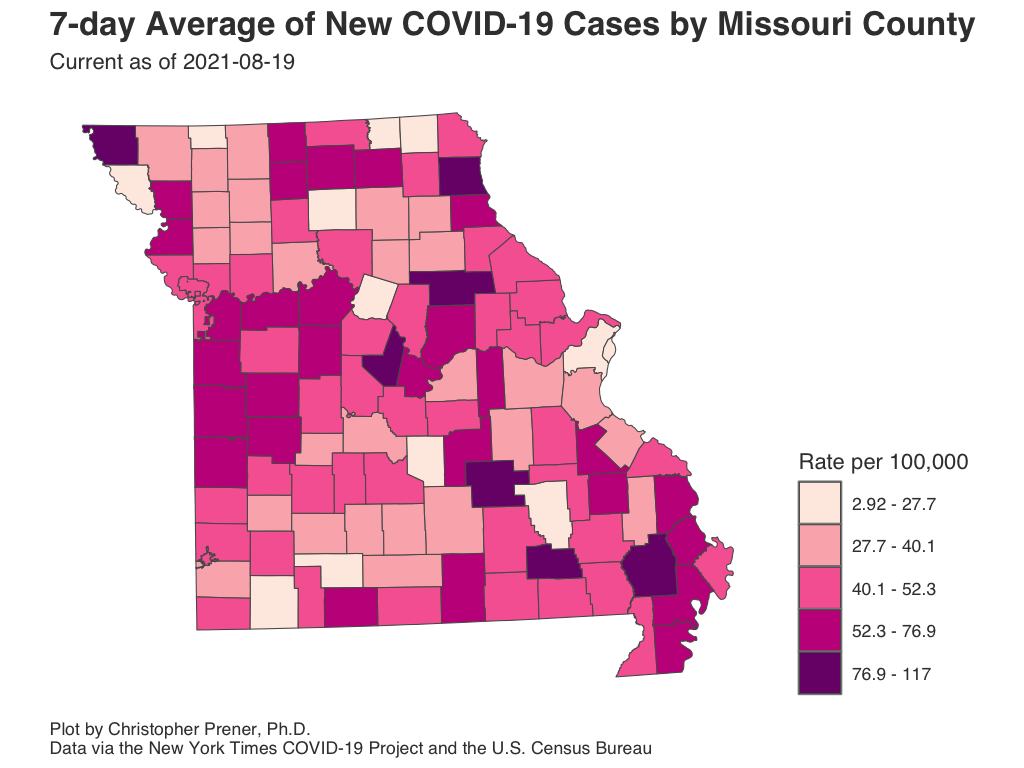 7-day Average of New COVID-19 Cases by Missouri County
Current as of 2021-08-19
Rate per 100,000
2.92 - 27.7
27.7 - 40.1
40.1 - 52.3
52.3 - 76.9
76.9 - 117
Plot by Christopher Prener, Ph.D.
Data via the New York Times COVID-19 Project and the U.S. Census Bureau